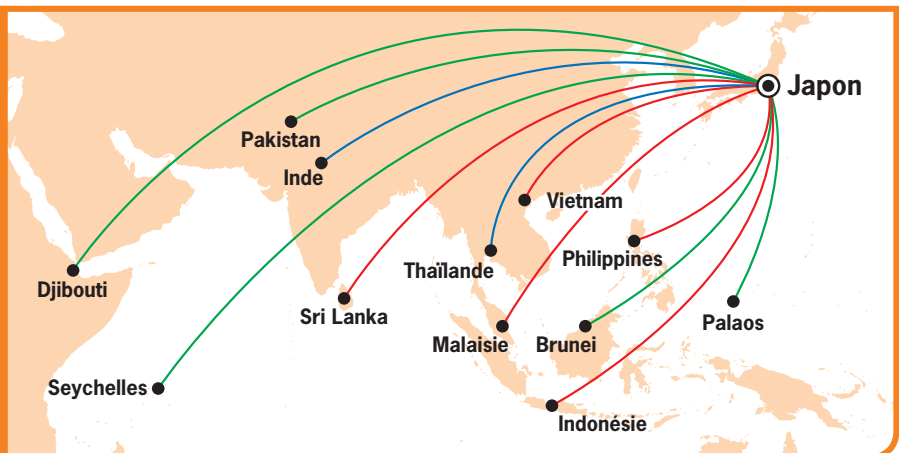 Japon
Pakistan
Inde
Vietnam
Philippines
Thaïlande
Djibouti
Sri Lanka
Palaos
Malaisie
Brunei
Seychelles
Indonésie